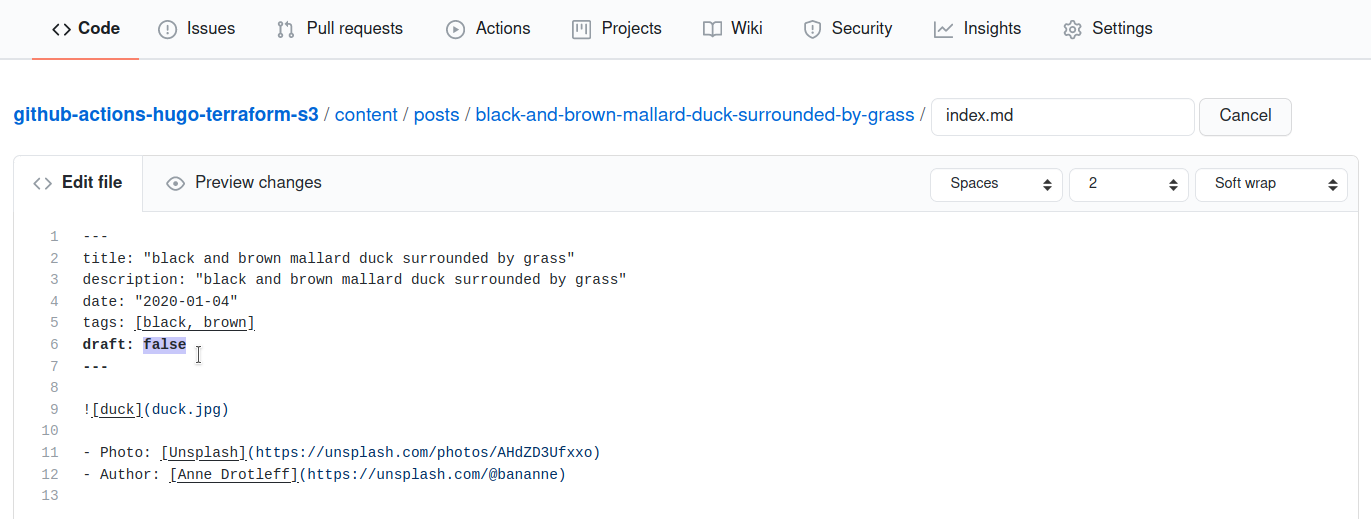 Code Issues Pull requests Actions Projects Wiki Security Insights Settings
github-actions-hugo-terraform-s3 / content / posts / black-and-brown-mallard-duck-surrounded-by-grass / index.md Cancel
Edit file Preview changes Spaces 2 Soft wrap
1 ---
2 title: "black and brown mallard duck surrounded by grass"
3 description: "black and brown mallard duck surrounded by grass"
4 date: "2020-01-04"
5 tags: [black, brown]
6 draft: false
7 ---
8
9 ![duck](duck.jpg)
10
11 - Photo: [Unsplash](https://unsplash.com/photos/AHdZD3Ufxxo)
12 - Author: [Anne Drotleff](https://unsplash.com/@bananne)
13